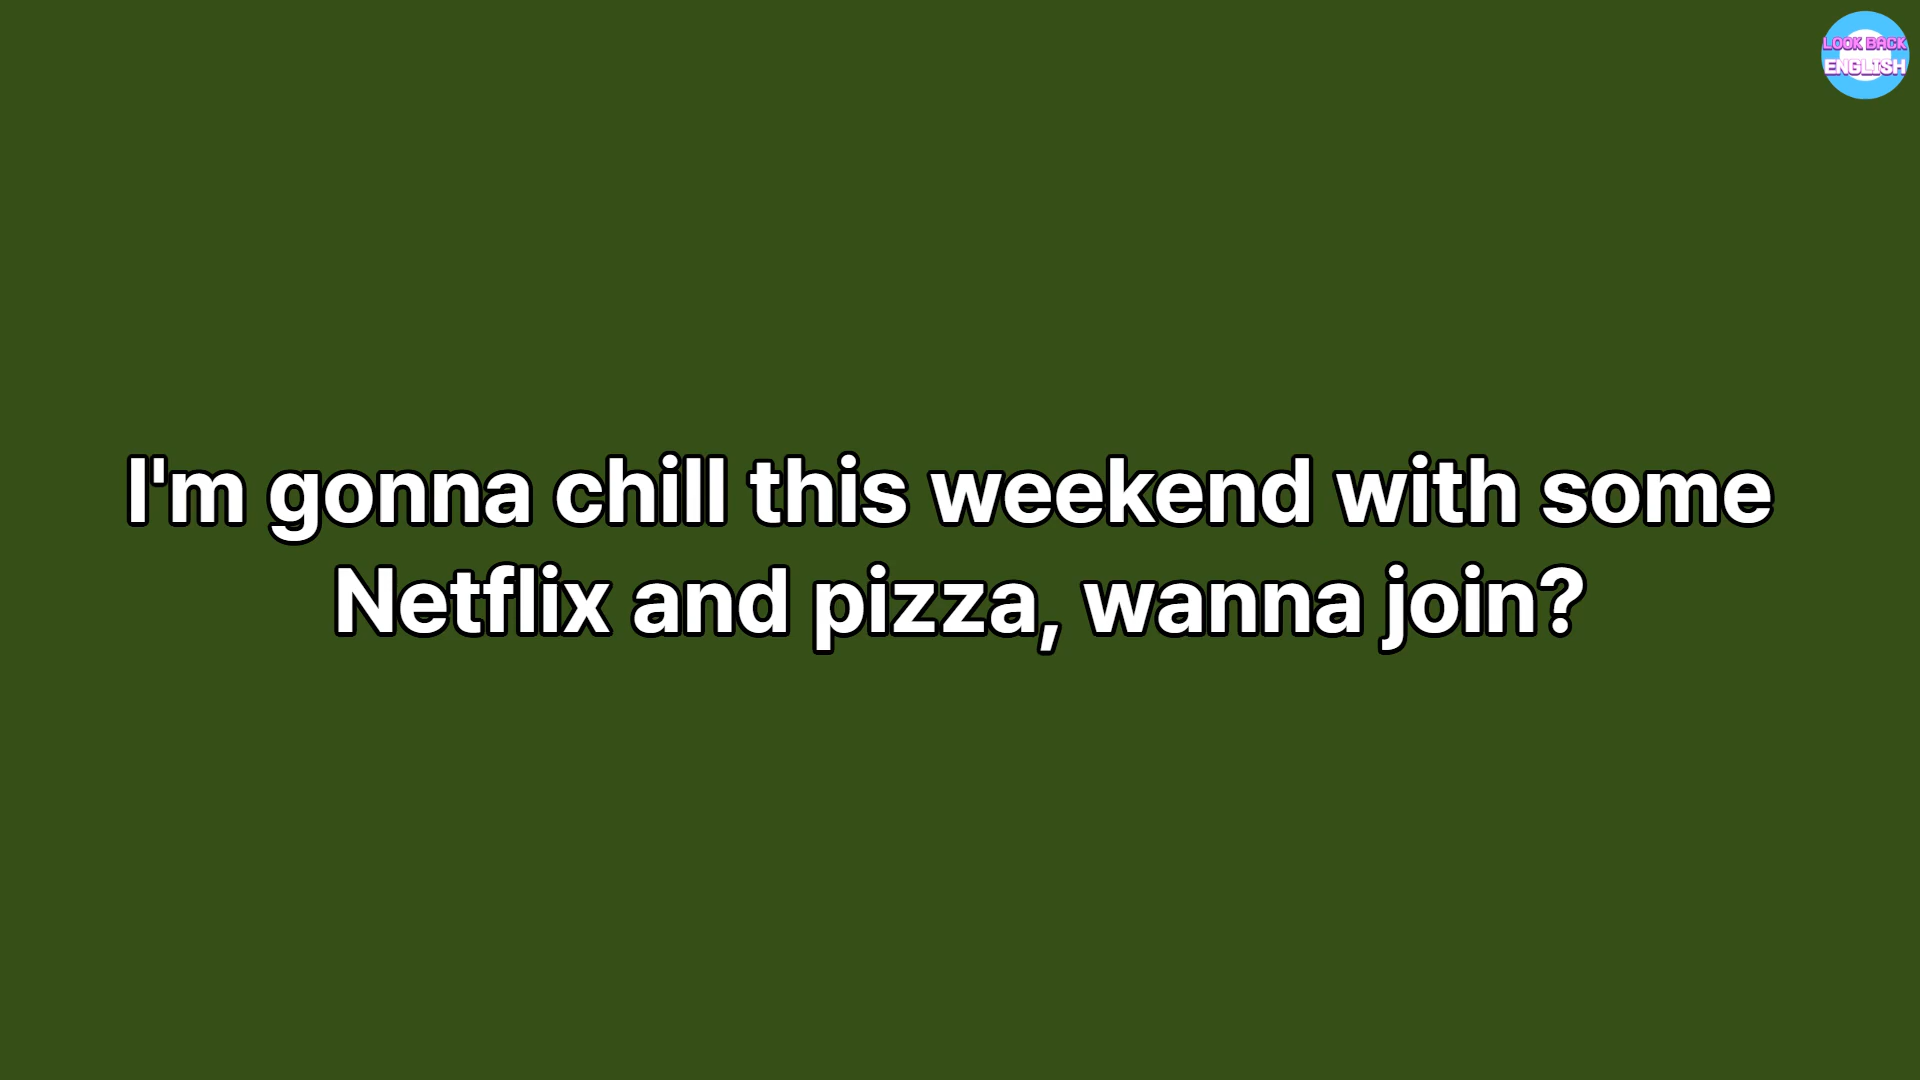 LOOK BACK
ENGLISH
I'm gonna chill this weekend with some
Netflix and pizza, wanna join?